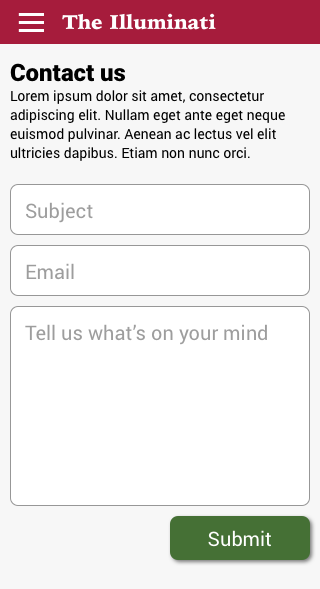 The Illuminati
Contact us
Lorem ipsum dolor sit amet, consectetur
adipiscing elit. Nullam eget ante eget neque
euismod pulvinar. Aenean ac lectus vel elit
ultricies dapibus. Etiam non nunc orci.
Subject
Email
Tell us what’s on your mind
Submit